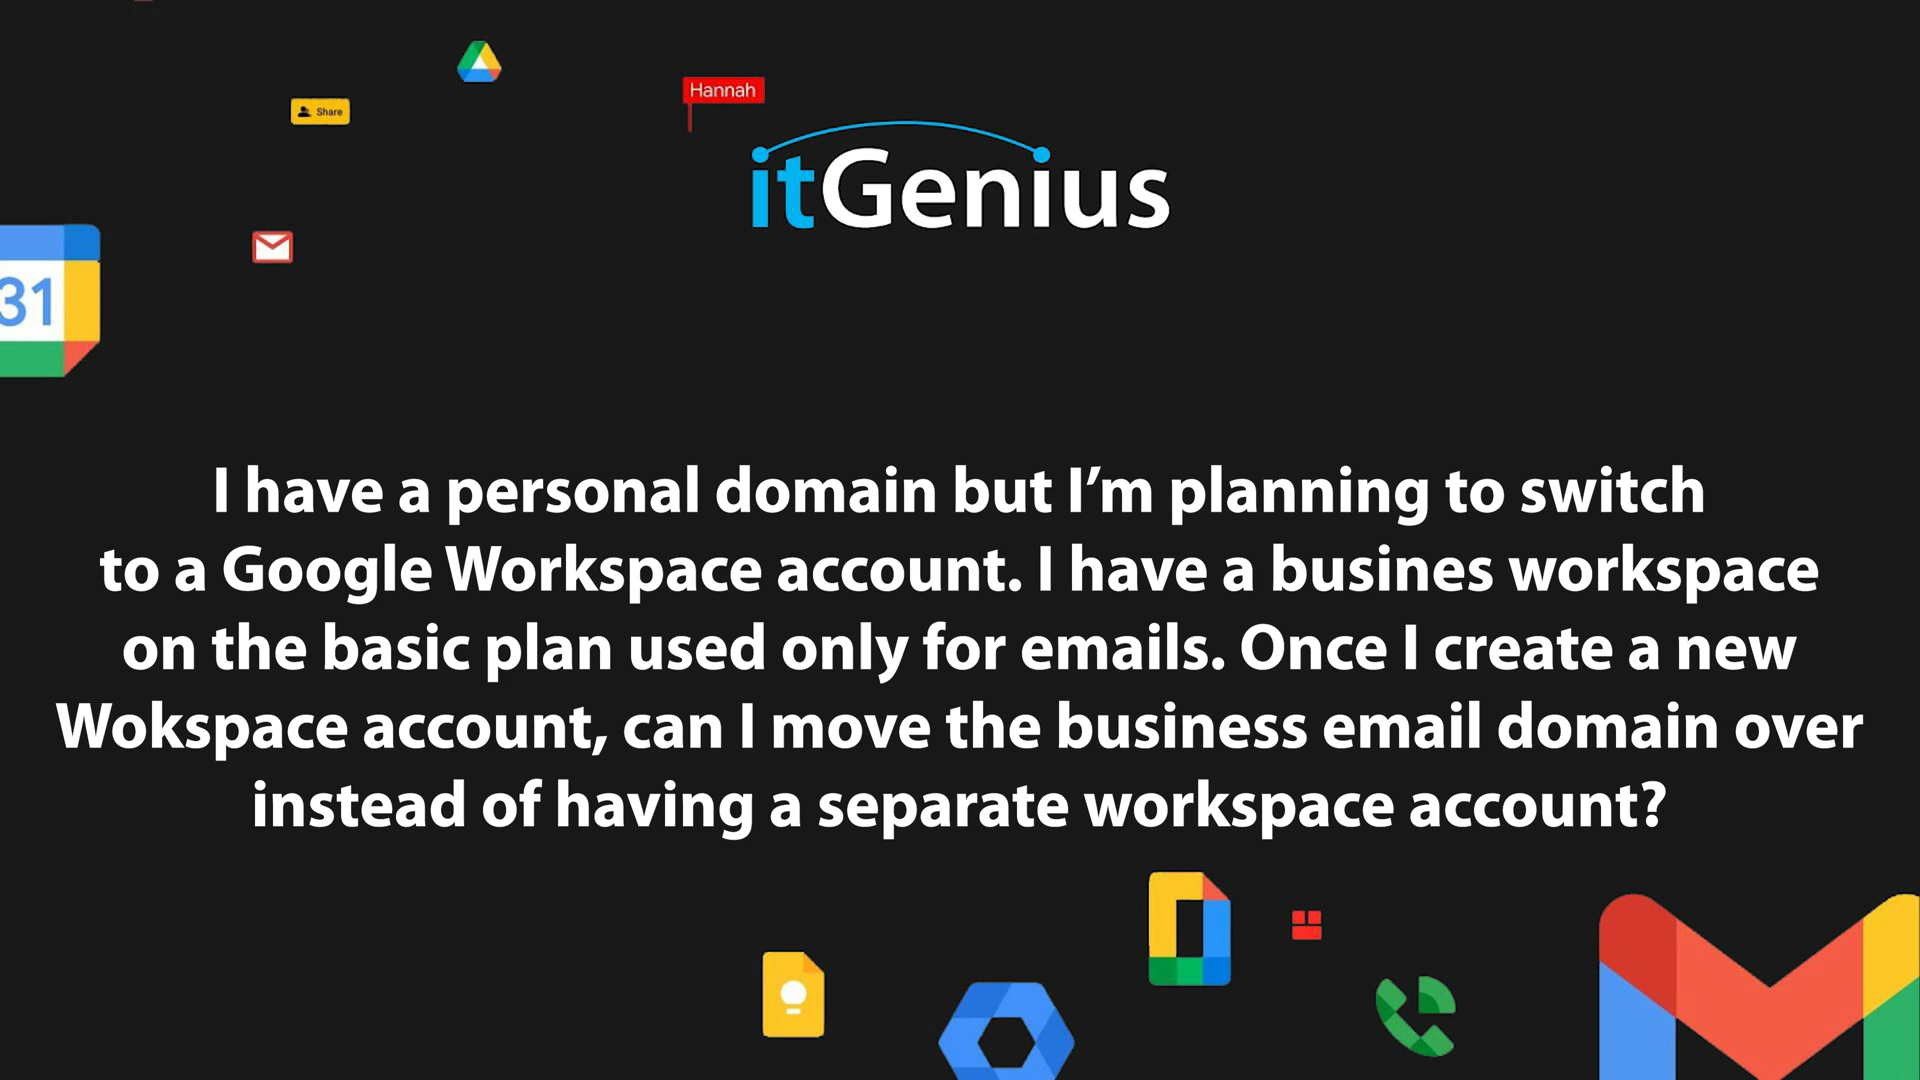 Hannah
Share
itGenius
31
I have a personal domain but I’m planning to switch
to a Google Workspace account. I have a busines workspace
on the basic plan used only for emails. Once I create a new
Wokspace account, can I move the business email domain over
instead of having a separate workspace account?